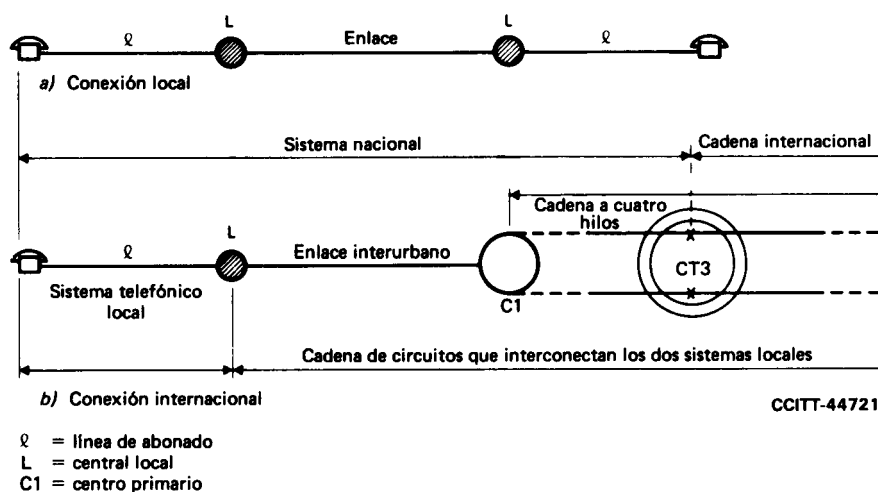 L L
ℓ Enlace ℓ
a) Conexión local
Sistema nacional Cadena internacional
Cadena a cuatro
hilos
L
ℓ Enlace interurbano
CT3
Sistema telefónico
local
C1
Cadena de circuitos que interconectan los dos sistemas locales
b) Conexión internacional
CCITT-44721
ℓ = línea de abonado
L = central local
C1 = centro primario